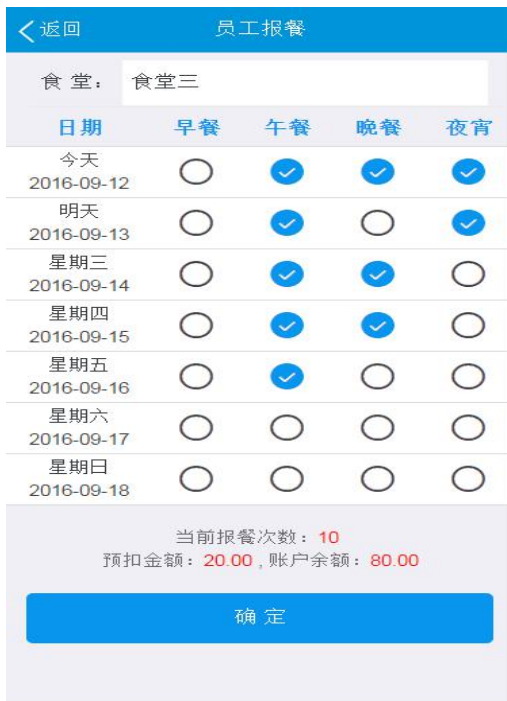 返回 员工报餐
食 堂: 食堂三
日期 早餐 午餐 晚餐 夜宵
今天
2016-09-12
明天
2016-09-13
星期三
2016-09-14
星期四
2016-09-15
星期五
2016-09-16
星期六
2016-09-17
星期日
2016-09-18
当前报餐次数: 10
预扣金额: 20.00 , 账户余额: 80.00
确 定